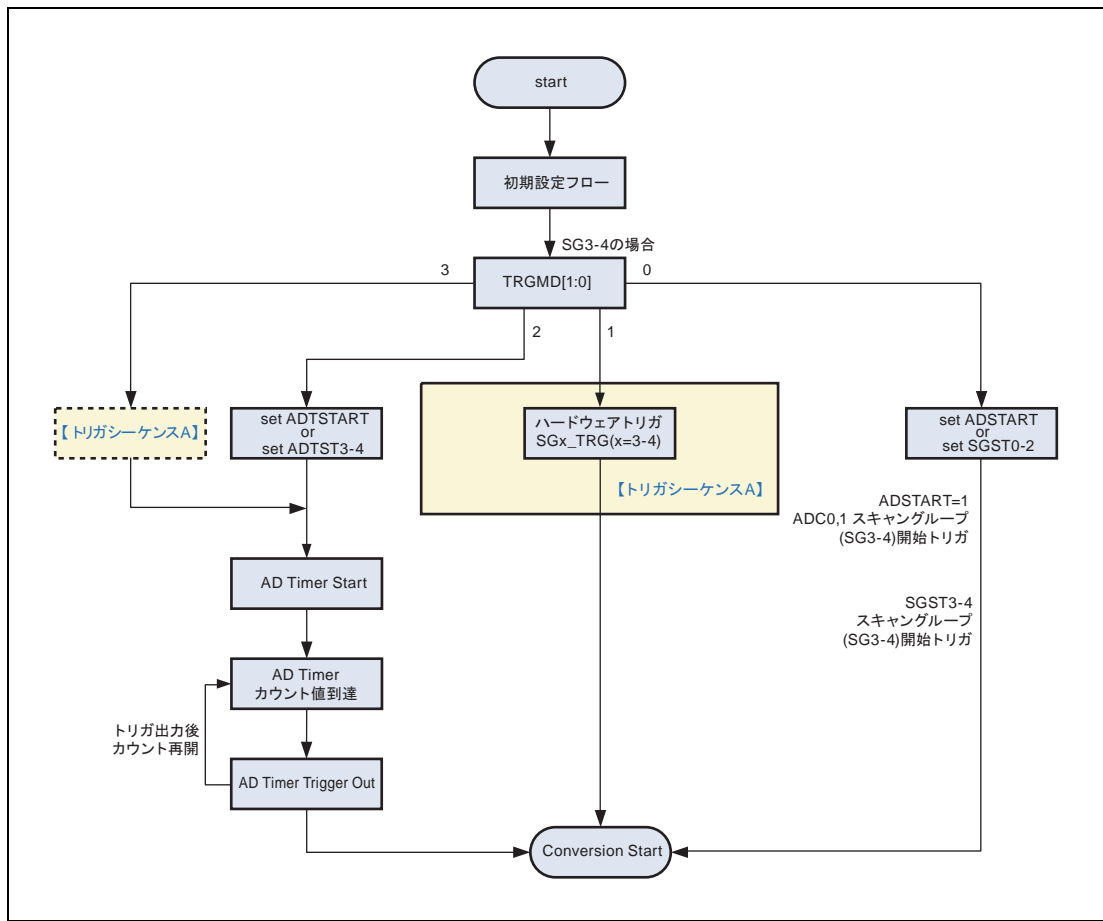 start
初期設定フロー
SG3-4の場合
3
TRGMD[1:0]
0
2
1
【トリガシーケンスA】
set ADTSTART
or
set ADTST3-4
ハードウェアトリガ
SGx_TRG(x=3-4)
【トリガシーケンスA】
set ADSTART
or
set SGST0-2
ADSTART=1
ADC0,1 スキャングループ
(SG3-4)開始トリガ
AD Timer Start
SGST3-4
スキャングループ
(SG3-4)開始トリガ
AD Timer
カウント値到達
トリガ出力後
カウント再開
AD Timer Trigger Out
Conversion Start